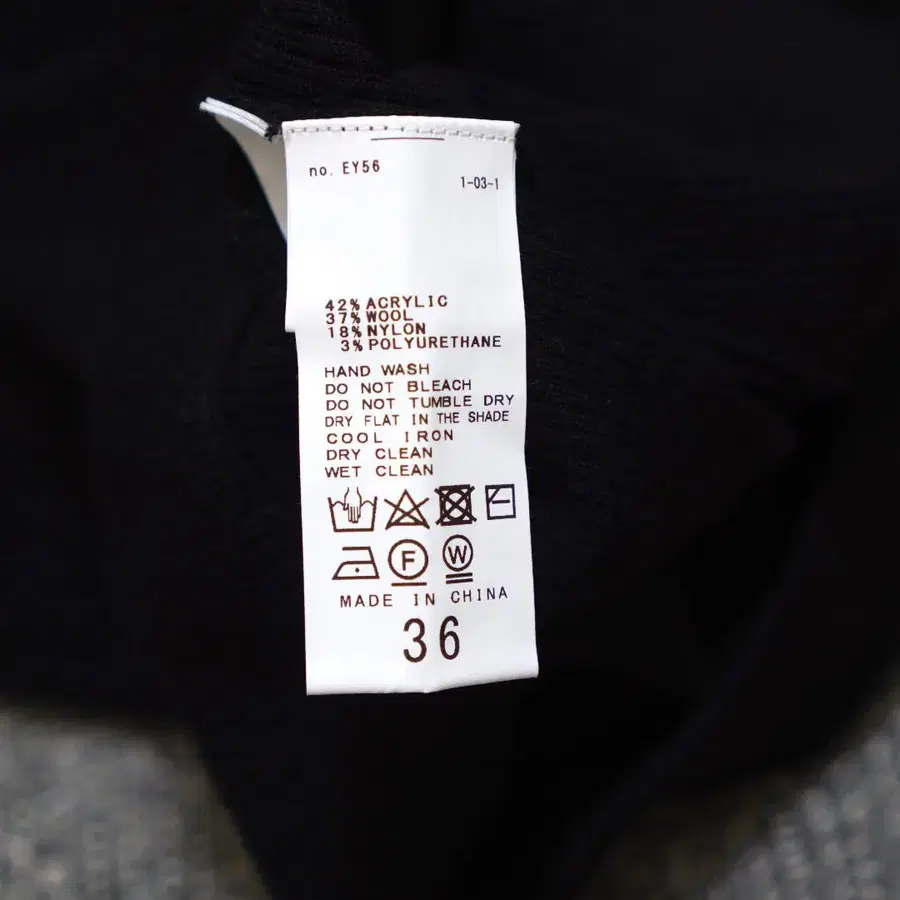 no. EY56
1-03-1
42% ACRYLIC
37% WOOL
18% NYLON
3% POLYURETHANE
HAND WASH
DO NOT BLEACH
DO NOT TUMBLE DRY
DRY FLAT IN THE SHADE
COOL IRON
DRY CLEAN
WET CLEAN
F W
MADE IN CHINA
36